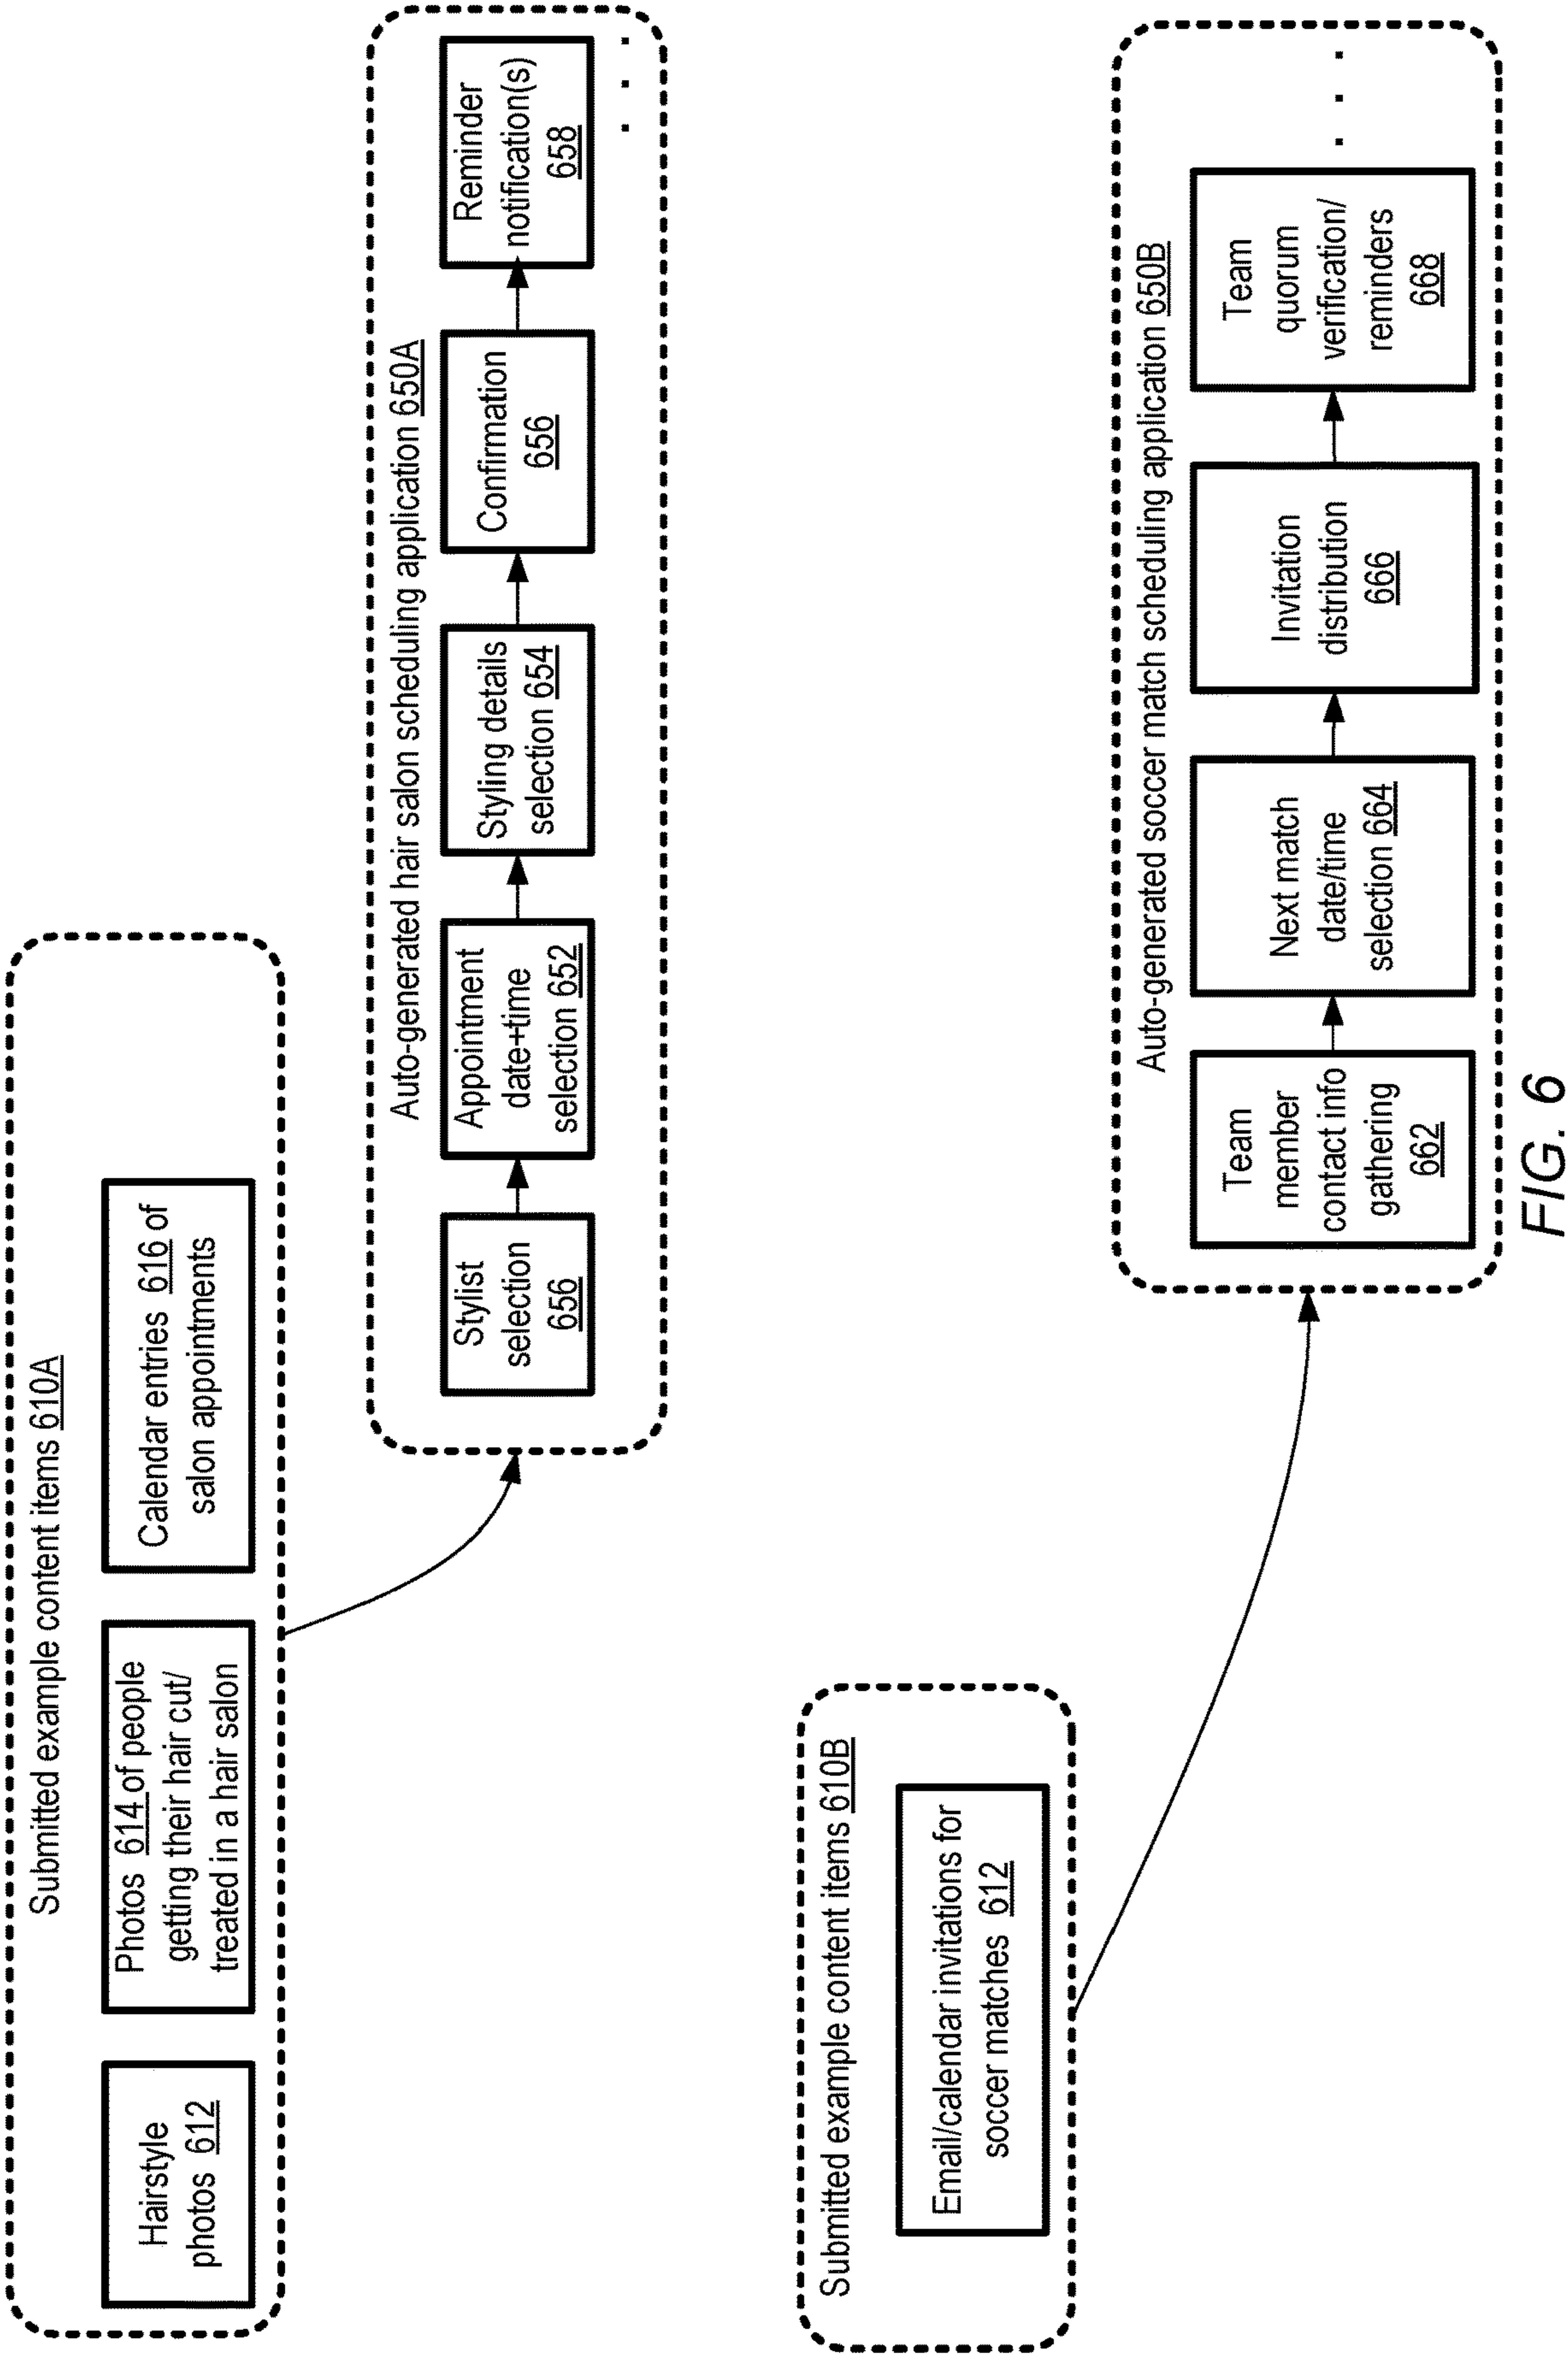 Submitted example content items 610A
Hairstyle
photos 612
Photos 614 of people
getting their hair cut/
treated in a hair salon
Calendar entries 616 of
salon appointments
Auto-generated hair salon scheduling application 650A
Stylist
selection
656
Appointment
date+time
selection 652
Styling details
selection 654
Confirmation
656
Reminder
notification(s)
658
. . .
Submitted example content items 610B
Email/calendar invitations for
soccer matches 612
Auto-generated soccer match scheduling application 650B
Team
member
contact info
gathering
662
Next match
date/time
selection 664
Invitation
distribution
666
Team
quorum
verification/
reminders
668
. . .
FIG. 6